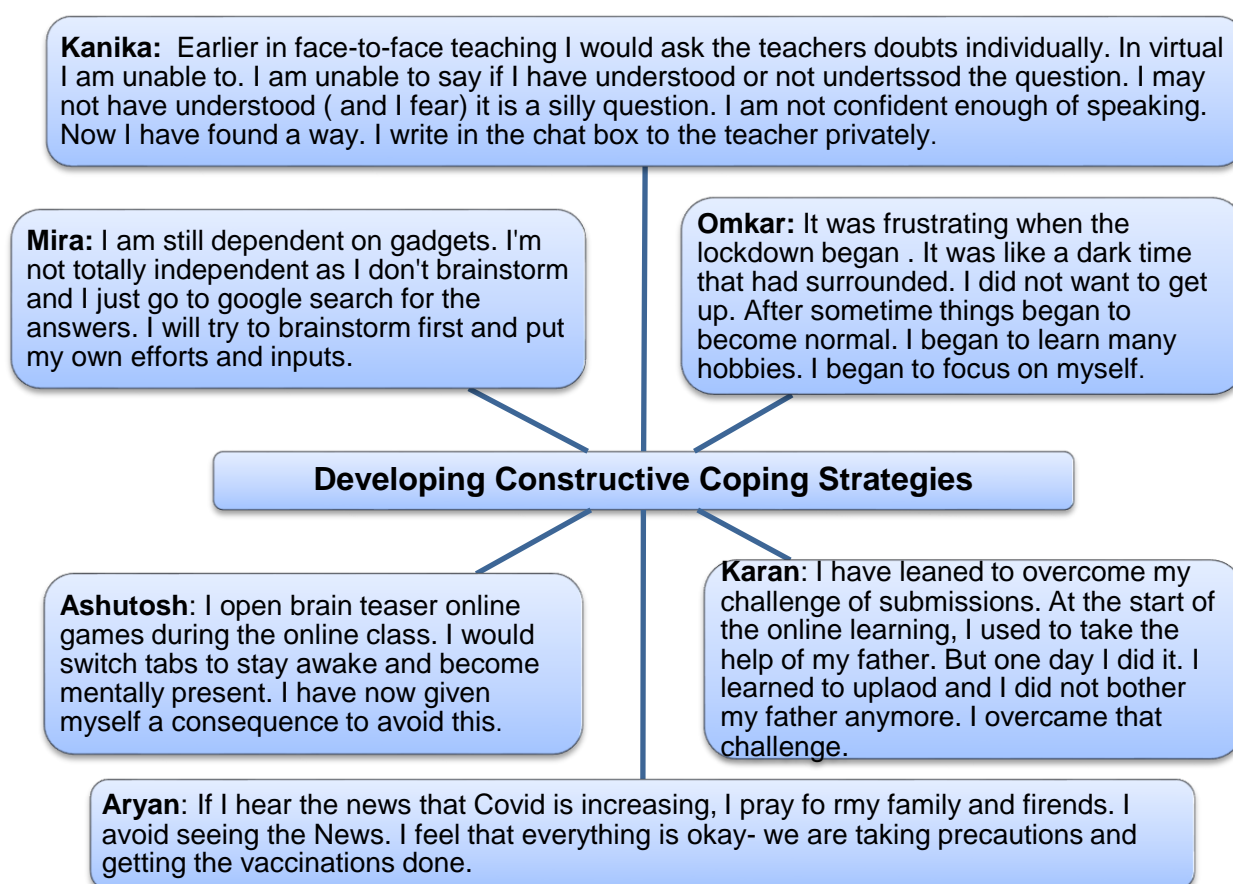 Kanika: Earlier in face-to-face teaching I would ask the teachers doubts individually. In virtual
I am unable to. I am unable to say if I have understood or not undertssod the question. I may
not have understood ( and I fear) it is a silly question. I am not confident enough of speaking.
Now I have found a way. I write in the chat box to the teacher privately.
Mira: I am still dependent on gadgets. I'm
not totally independent as I don't brainstorm
and I just go to google search for the
answers. I will try to brainstorm first and put
my own efforts and inputs.
Omkar: It was frustrating when the
lockdown began . It was like a dark time
that had surrounded. I did not want to get
up. After sometime things began to
become normal. I began to learn many
hobbies. I began to focus on myself.
Developing Constructive Coping Strategies
Ashutosh: I open brain teaser online
games during the online class. I would
switch tabs to stay awake and become
mentally present. I have now given
myself a consequence to avoid this.
Karan: I have leaned to overcome my
challenge of submissions. At the start of
the online learning, I used to take the
help of my father. But one day I did it. I
learned to uplaod and I did not bother
my father anymore. I overcame that
challenge.
Aryan: If I hear the news that Covid is increasing, I pray fo rmy family and firends. I
avoid seeing the News. I feel that everything is okay- we are taking precautions and
getting the vaccinations done.